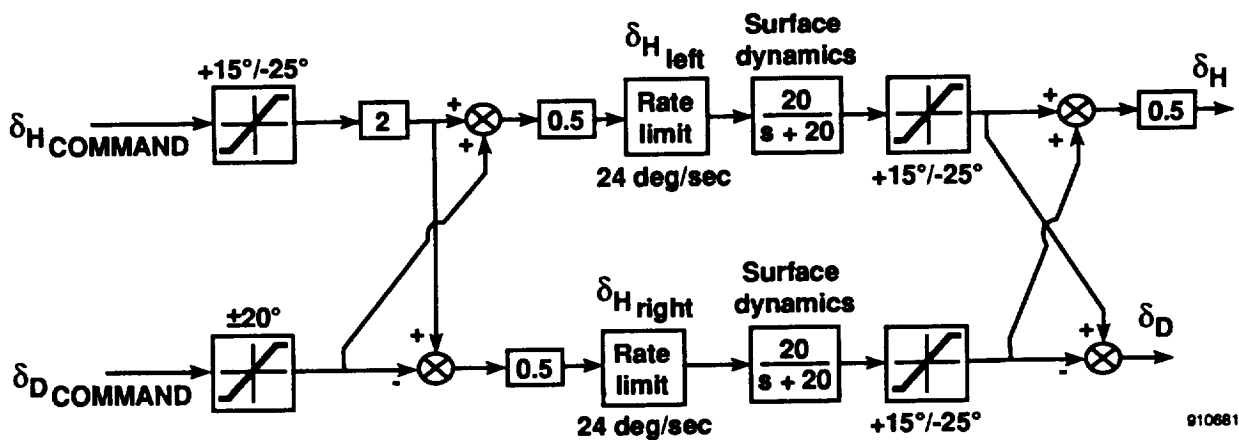 +15°/-25°
δH COMMAND
2
+
+
0.5
δH left
Rate
limit
24 deg/sec
Surface
dynamics
20
s + 20
+15°/-25°
+
+
0.5
δH
±20°
δD COMMAND
+
-
0.5
δH right
Rate
limit
24 deg/sec
Surface
dynamics
20
s + 20
+15°/-25°
+
-
δD
910681